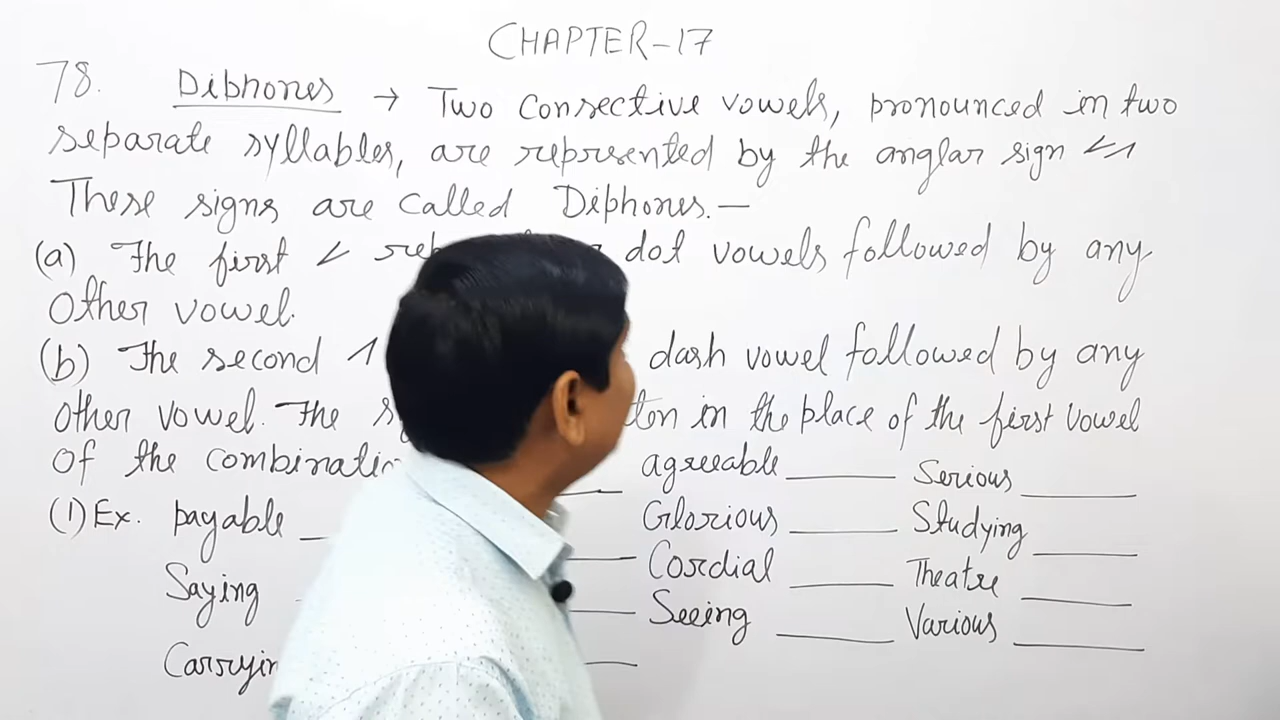 CHAPTER-17
78. Diphones → Two Consective vowels, pronounced in two
separate syllables, are reprsented by the anglar sign
These signs are Called Diphones.—
(a) The first dot vowels followed by any
Other vowel.
(b) The second dash vowel followed by any
Other vowel. The in the place of the first vowel
Of the
(1) Ex. payable agreeable Serious
Glorious Studying
Saying Cordial Theatre
Seeing Various